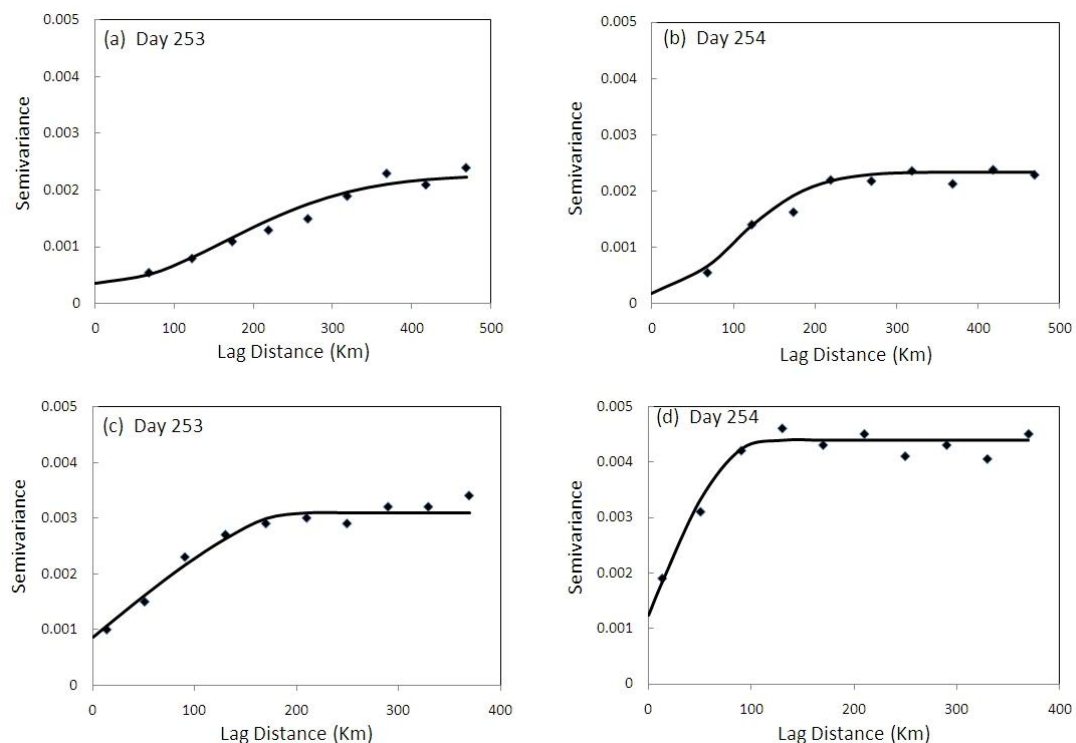 (a) Day 253
0.005
0.004
0.003
0.002
0.001
0
Semivariance
0 100 200 300 400 500
Lag Distance (Km)
(b) Day 254
0.005
0.004
0.003
0.002
0.001
0
Semivariance
0 100 200 300 400 500
Lag Distance (Km)
(c) Day 253
0.005
0.004
0.003
0.002
0.001
0
Semivariance
0 100 200 300 400
Lag Distance (Km)
(d) Day 254
0.005
0.004
0.003
0.002
0.001
0
Semivariance
0 100 200 300 400
Lag Distance (Km)